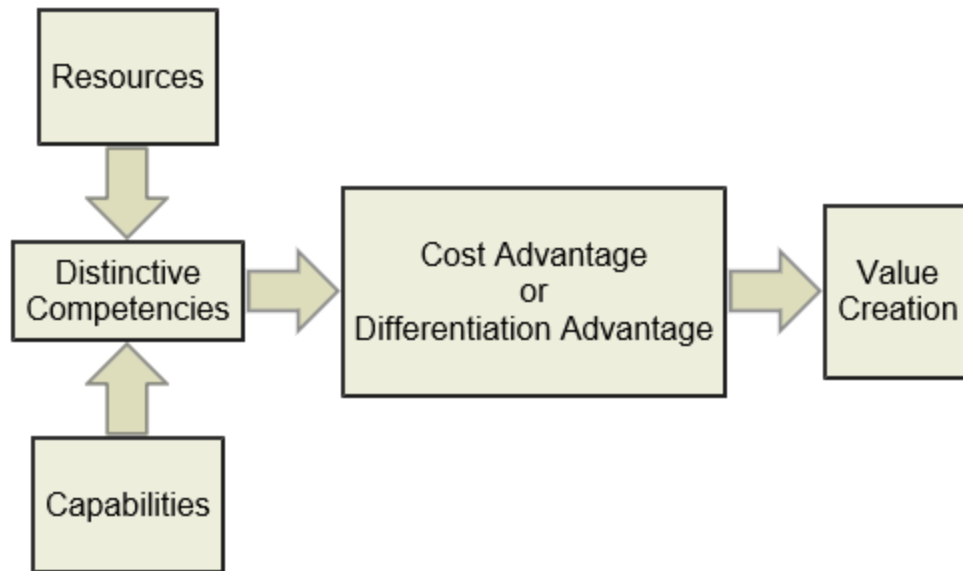 Resources
Distinctive
Competencies
Capabilities
Cost Advantage
or
Differentiation Advantage
Value
Creation